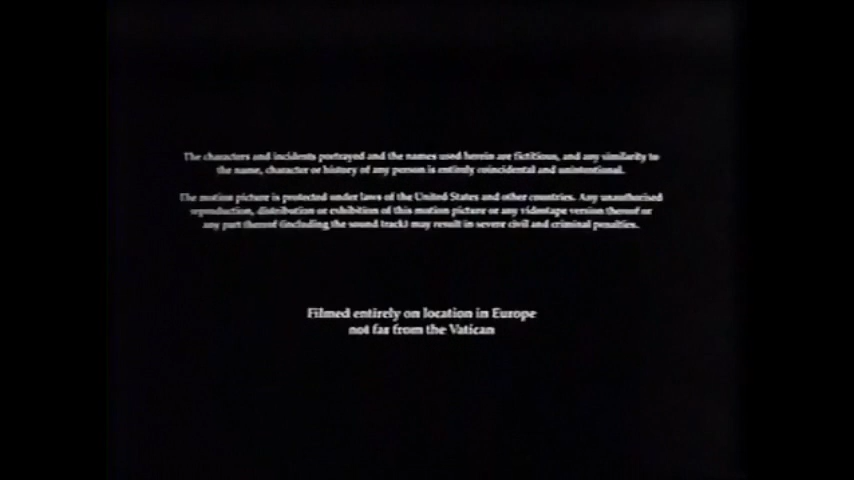 The characters and incidents portrayed and the names used herein are fictitious, and any similarity to
the name, character or history of any person is entirely coincidental and unintentional.
The motion picture is protected under laws of the United States and other countries. Any unauthorised
reproduction, distribution or exhibition of this motion picture or any videotape version thereof or
any part thereof (including the sound track) may result in severe civil and criminal penalties.
Filmed entirely on location in Europe
not far from the Vatican